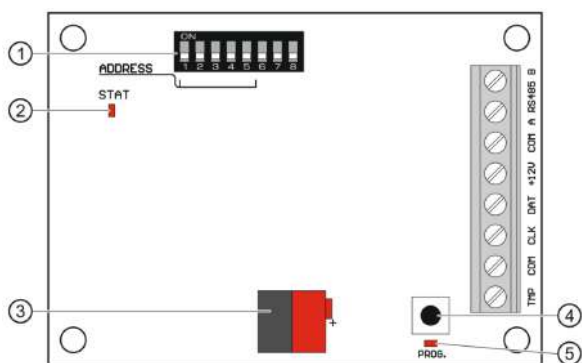 ON
1 2 3 4 5 6 7 8
ADDRESS
STAT
TMP COM CLK DAT +12V COM A RS485 B
+
PROG.
1
2
3
4
5